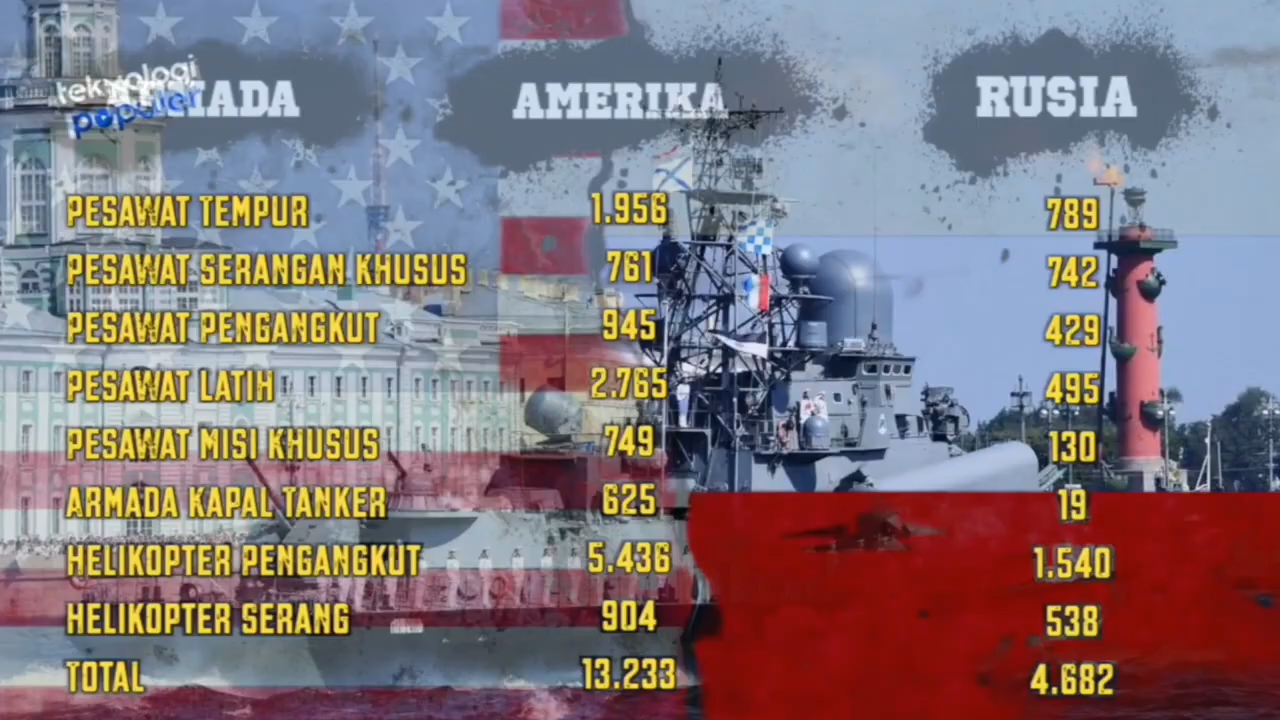 teknologi
populer
AMERIKA
RUSIA
PESAWAT TEMPUR 1.956 789
PESAWAT SERANGAN KHUSUS 761 742
PESAWAT PENGANGKUT 945 429
PESAWAT LATIH 2.765 495
PESAWAT MISI KHUSUS 749 130
ARMADA KAPAL TANKER 625 19
HELIKOPTER PENGANGKUT 5.436 1.540
HELIKOPTER SERANG 904 538
TOTAL 13.233 4.682